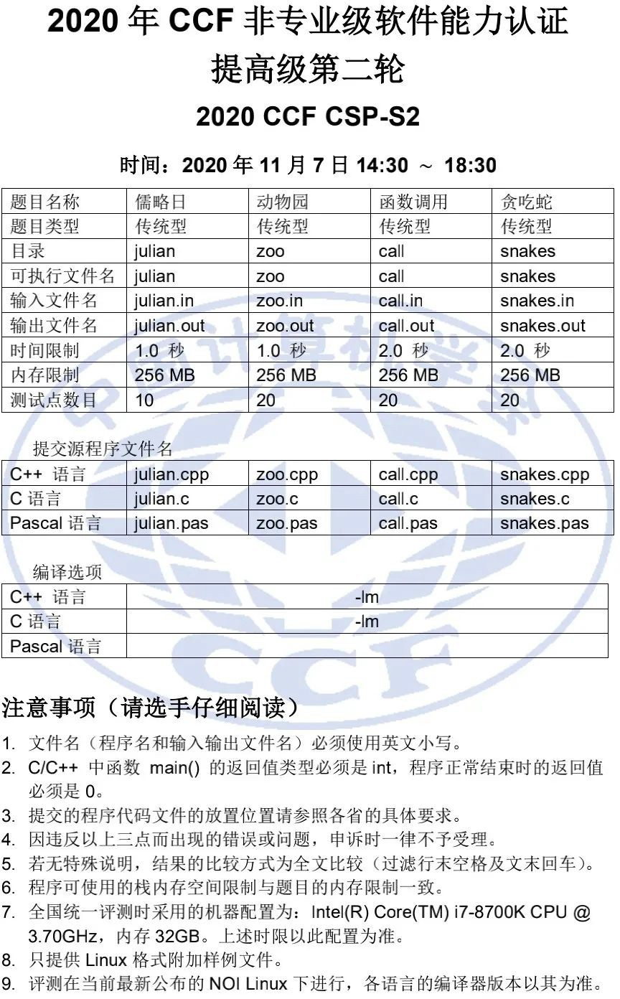 2020 年 CCF 非专业级软件能力认证
提高级第二轮
2020 CCF CSP-S2
时间：2020 年 11 月 7 日 14:30 ~ 18:30
题目名称 儒略日 动物园 函数调用 贪吃蛇
题目类型 传统型 传统型 传统型 传统型
目录 julian zoo call snakes
可执行文件名 julian zoo call snakes
输入文件名 julian.in zoo.in call.in snakes.in
输出文件名 julian.out zoo.out call.out snakes.out
时间限制 1.0 秒 1.0 秒 2.0 秒 2.0 秒
内存限制 256 MB 256 MB 256 MB 256 MB
测试点数目 10 20 20 20
中国计算机学会
提交源程序文件名
C++ 语言 julian.cpp zoo.cpp call.cpp snakes.cpp
C 语言 julian.c zoo.c call.c snakes.c
Pascal 语言 julian.pas zoo.pas call.pas snakes.pas
编译选项
C++ 语言 -lm
C 语言 -lm
Pascal 语言
CCF
注意事项（请选手仔细阅读）
1. 文件名（程序名和输入输出文件名）必须使用英文小写。
2. C/C++ 中函数 main() 的返回值类型必须是 int，程序正常结束时的返回值
必须是 0。
3. 提交的程序代码文件的放置位置请参照各省的具体要求。
4. 因违反以上三点而出现的错误或问题，申诉时一律不予受理。
5. 若无特殊说明，结果的比较方式为全文比较（过滤行末空格及文末回车）。
6. 程序可使用的栈内存空间限制与题目的内存限制一致。
7. 全国统一评测时采用的机器配置为：Intel(R) Core(TM) i7-8700K CPU @
3.70GHz，内存 32GB。上述时限以此配置为准。
8. 只提供 Linux 格式附加样例文件。
9. 评测在当前最新公布的 NOI Linux 下进行，各语言的编译器版本以其为准。